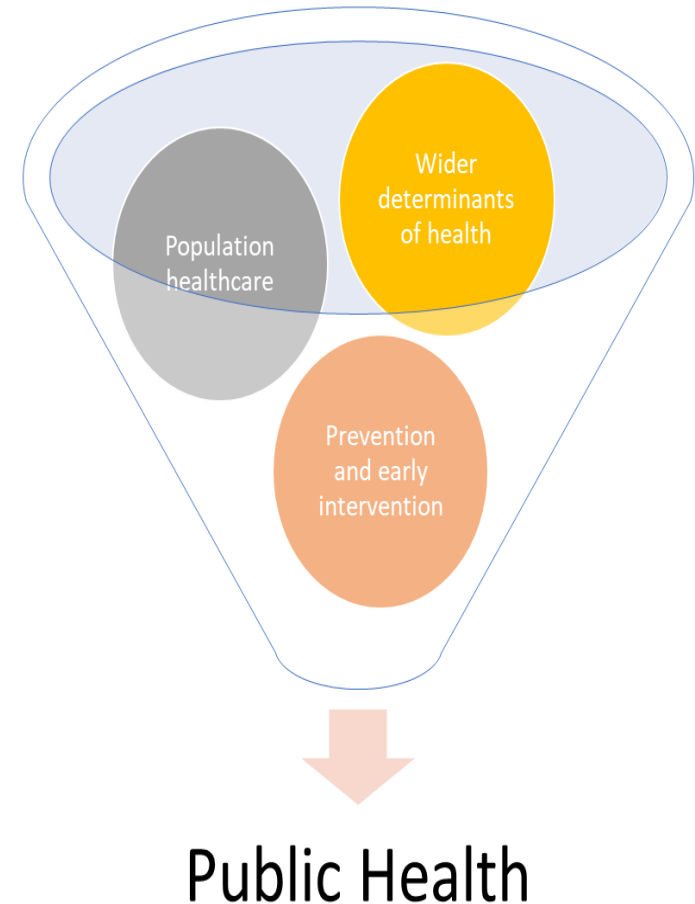 Wider
determinants
of health
Population
healthcare
Prevention
and early
intervention
Public Health